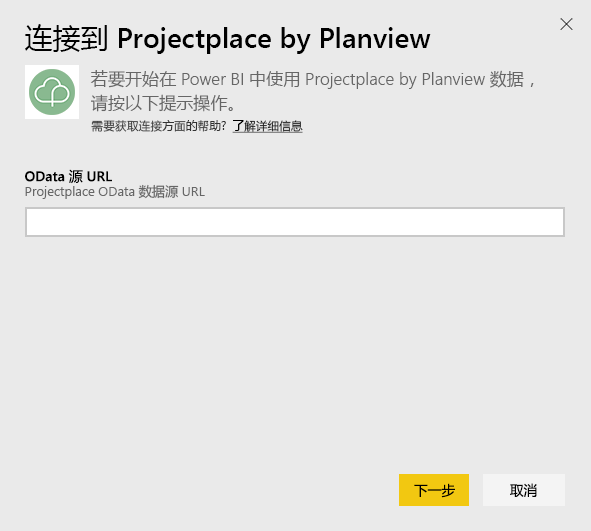 连接到 Projectplace by Planview
若要开始在 Power BI 中使用 Projectplace by Planview 数据，
请按以下提示操作。
需要获取连接方面的帮助? 了解详细信息
OData 源 URL
Projectplace OData 数据源 URL
下一步
取消